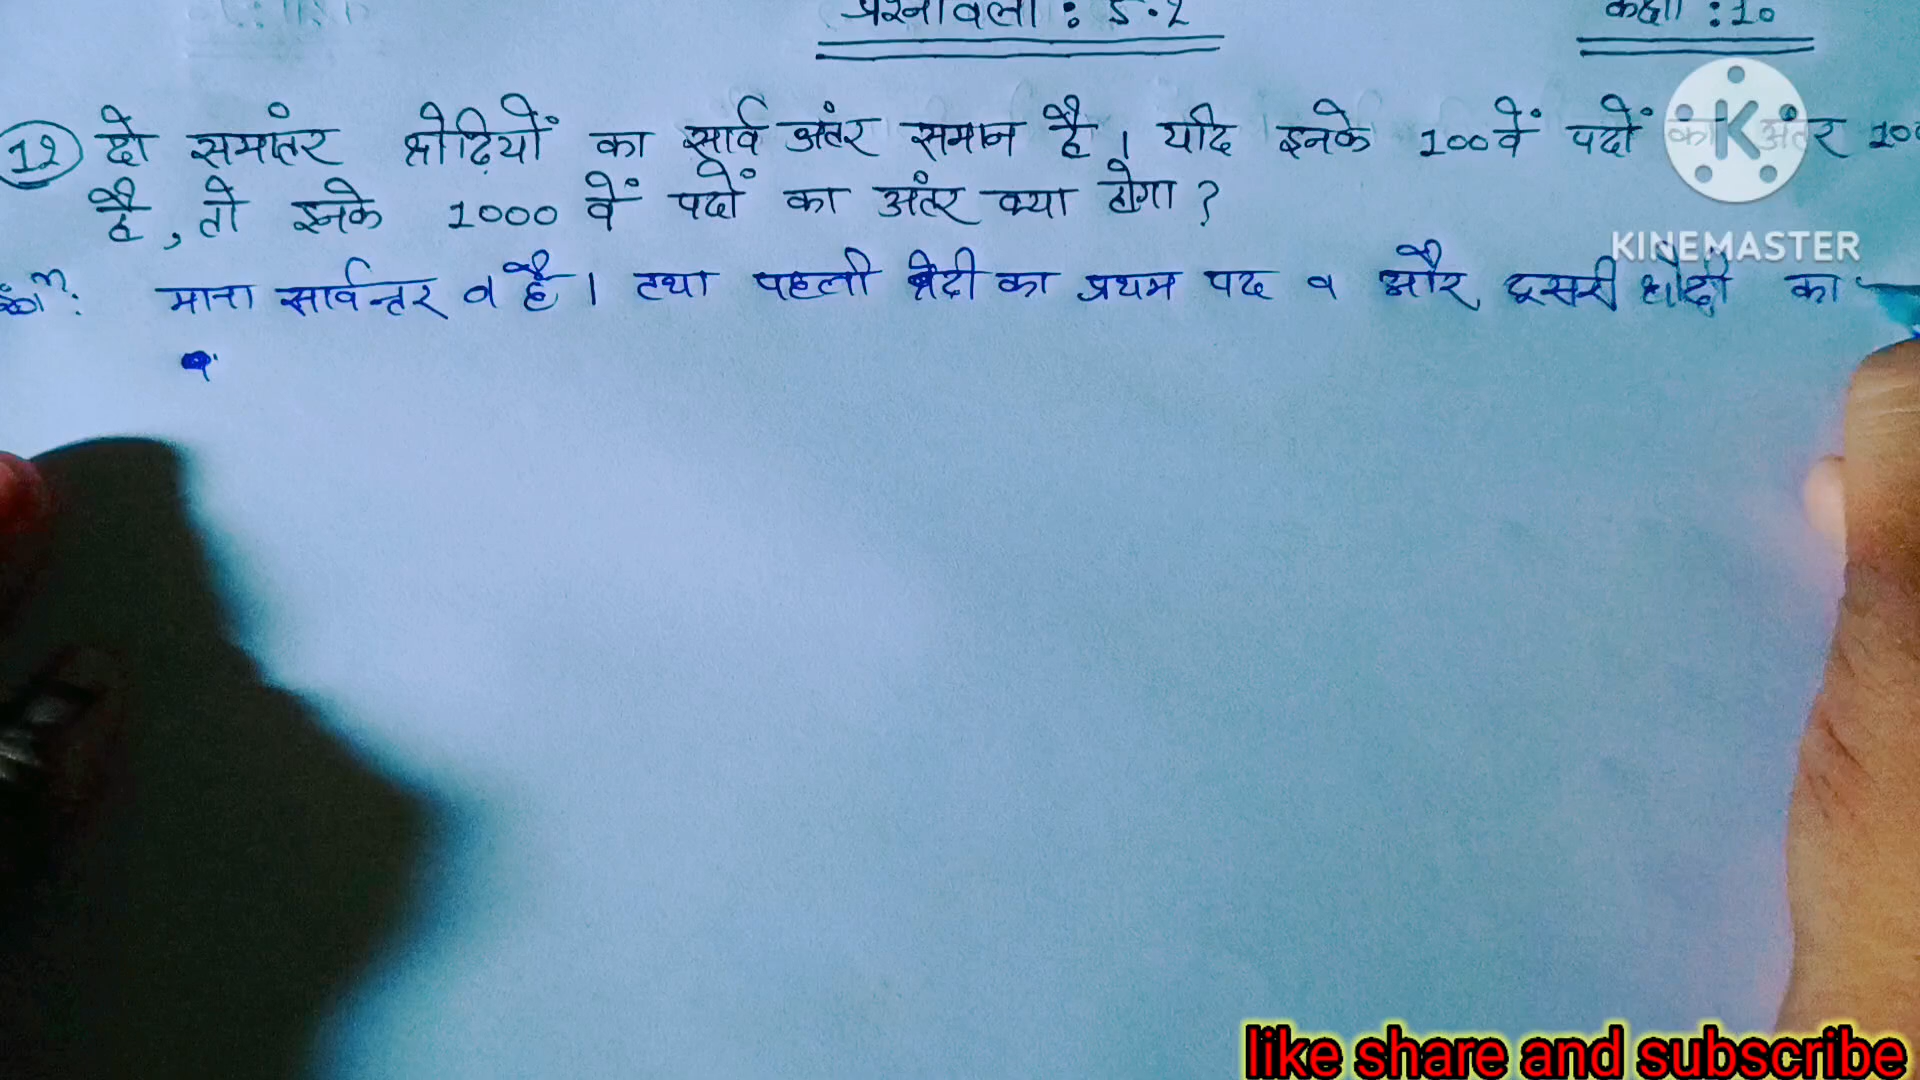 प्रश्नावली : 5.2 कक्षा : 10
12 दो समांतर श्रेढ़ियों का सार्व अंतर समान है । यदि इनके 100 वें पदों का अंतर 100
है , तो इनके 1000 वें पदों का अंतर क्या होगा ?
माना सार्वन्तर d है । तथा पहली श्रेढी का प्रथम पद a और दूसरी श्रेढी का
KINEMASTER
like share and subscribe